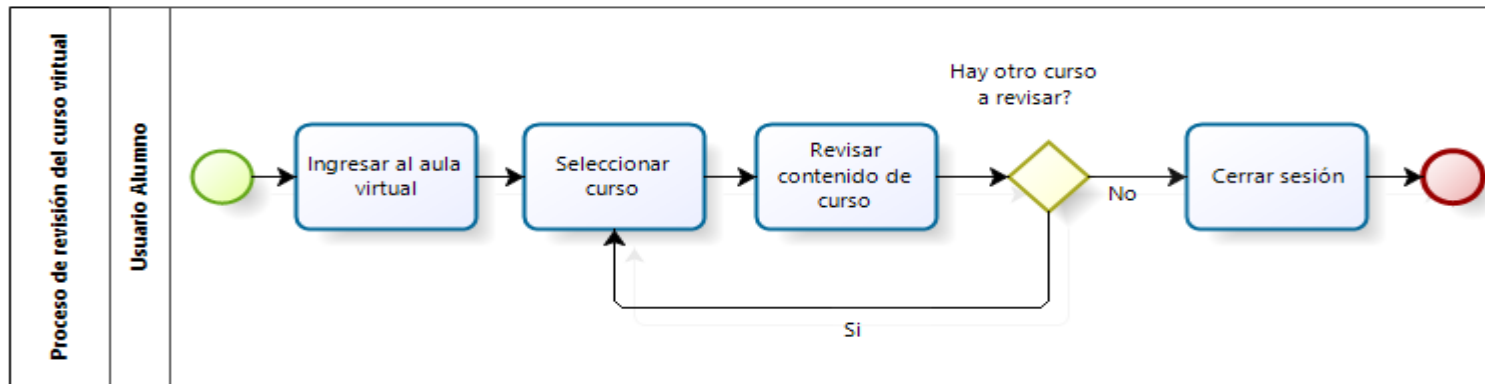 Proceso de revisión del curso virtual
Usuario Alumno
Ingresar al aula
virtual
Seleccionar
curso
Revisar
contenido de
curso
Hay otro curso
a revisar?
No
Si
Cerrar sesión